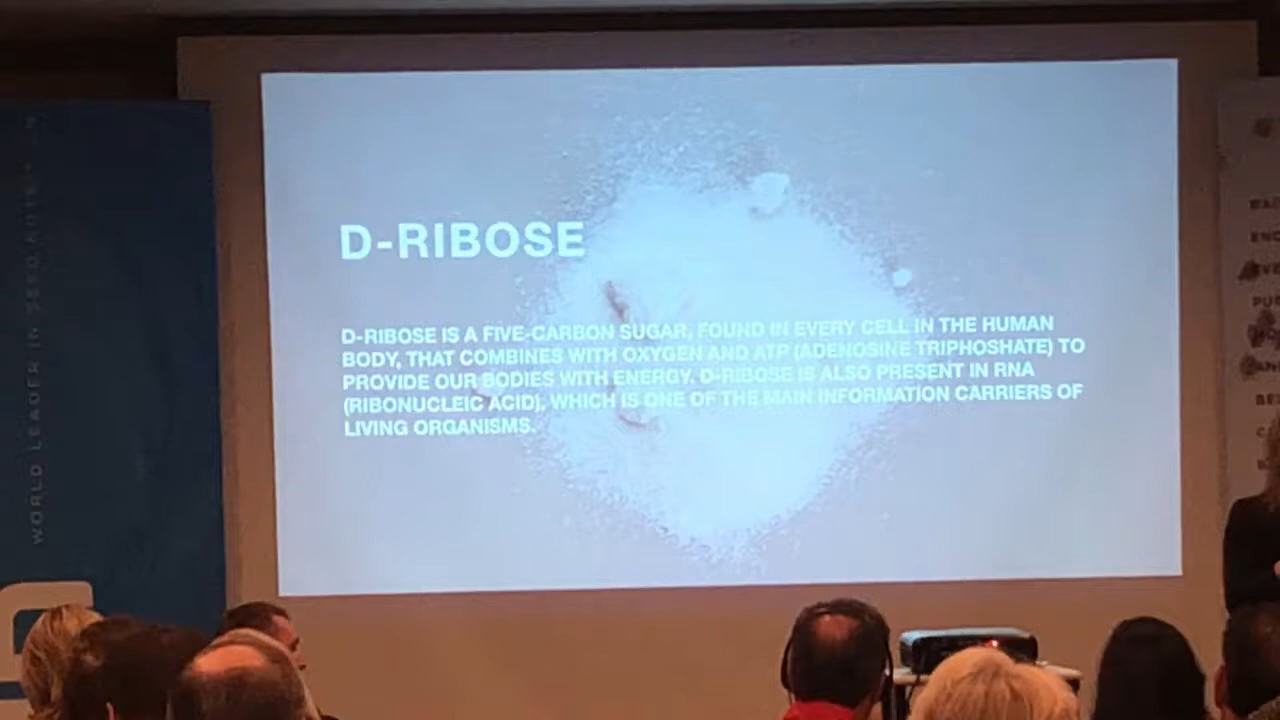 D-RIBOSE
D-RIBOSE IS A FIVE-CARBON SUGAR, FOUND IN EVERY CELL IN THE HUMAN
BODY, THAT COMBINES WITH OXYGEN AND ATP (ADENOSINE TRIPHOSHATE) TO
PROVIDE OUR BODIES WITH ENERGY. D-RIBOSE IS ALSO PRESENT IN RNA
(RIBONUCLEIC ACID), WHICH IS ONE OF THE MAIN INFORMATION CARRIERS OF
LIVING ORGANISMS.
WORLD LEADER IN